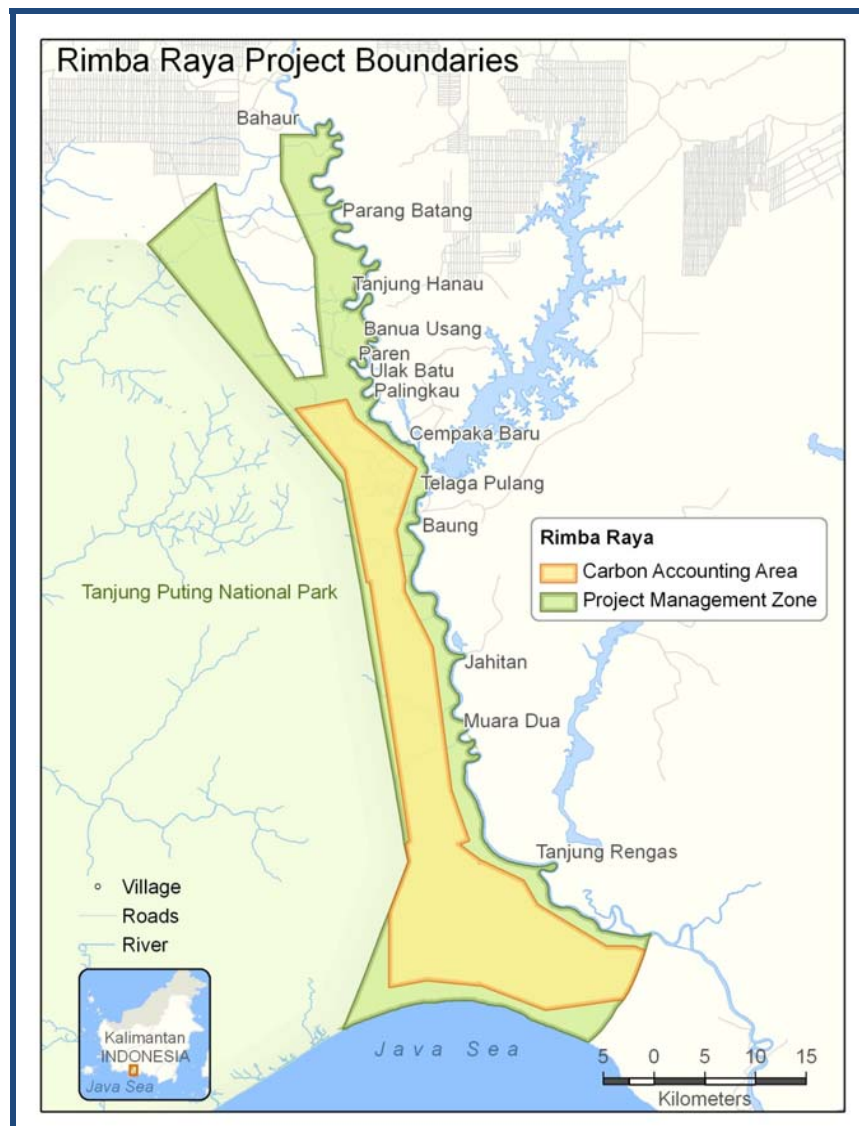 Rimba Raya Project Boundaries
Bahaur
Parang Batang
Tanjung Hanau
Banua Usang
Paren
Ulak Batu
Palingkau
Cempaka Baru
Telaga Pulang
Baung
Rimba Raya
Carbon Accounting Area
Project Management Zone
Tanjung Puting National Park
Jahitan
Muara Dua
Tanjung Rengas
Village
Roads
River
Kalimantan
INDONESIA
Java Sea
Java Sea
5 0 5 10 15
Kilometers